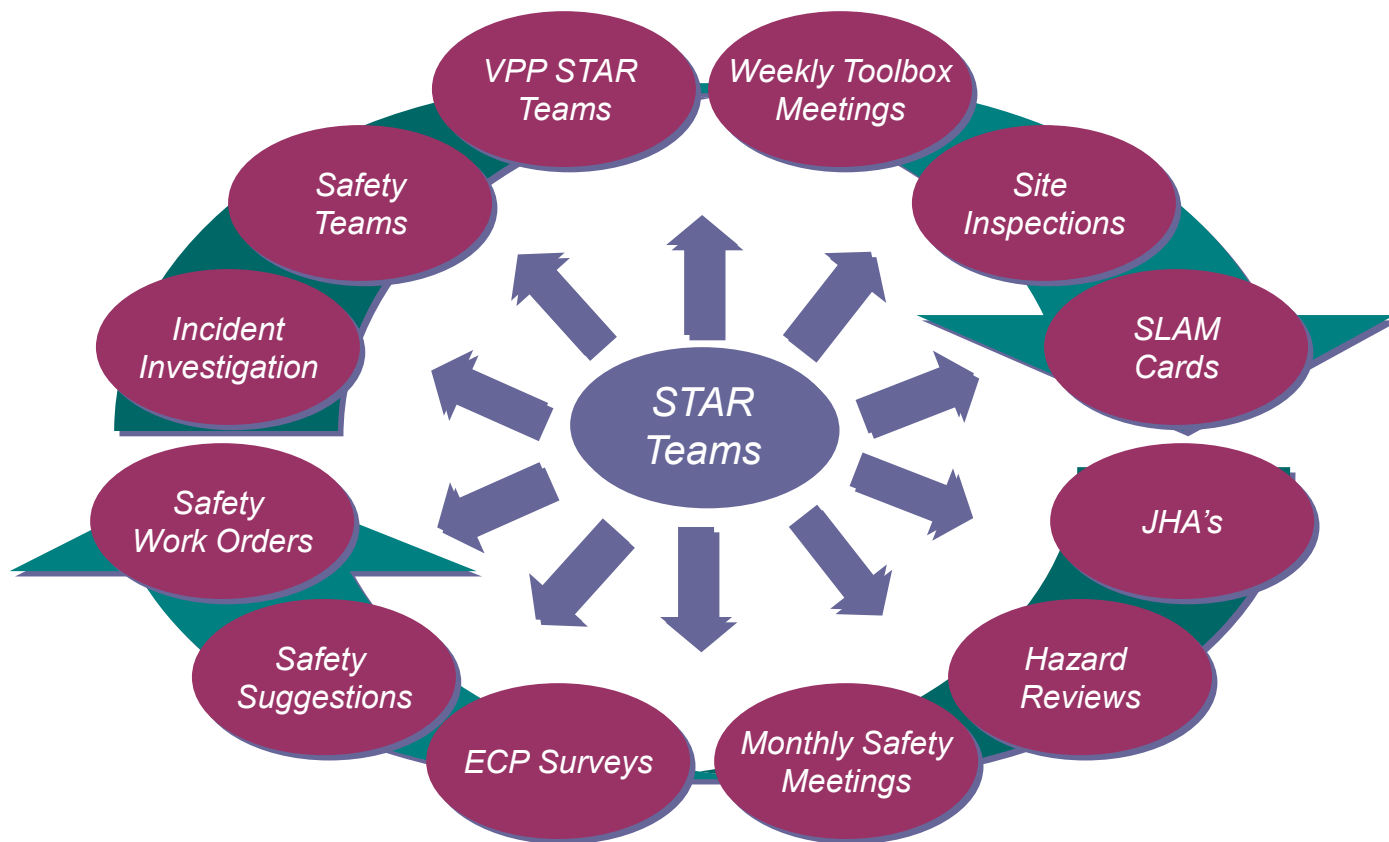 VPP STAR
Teams
Weekly Toolbox
Meetings
Safety
Teams
Site
Inspections
Incident
Investigation
SLAM
Cards
STAR
Teams
Safety
Work Orders
JHA’s
Safety
Suggestions
Hazard
Reviews
ECP Surveys
Monthly Safety
Meetings